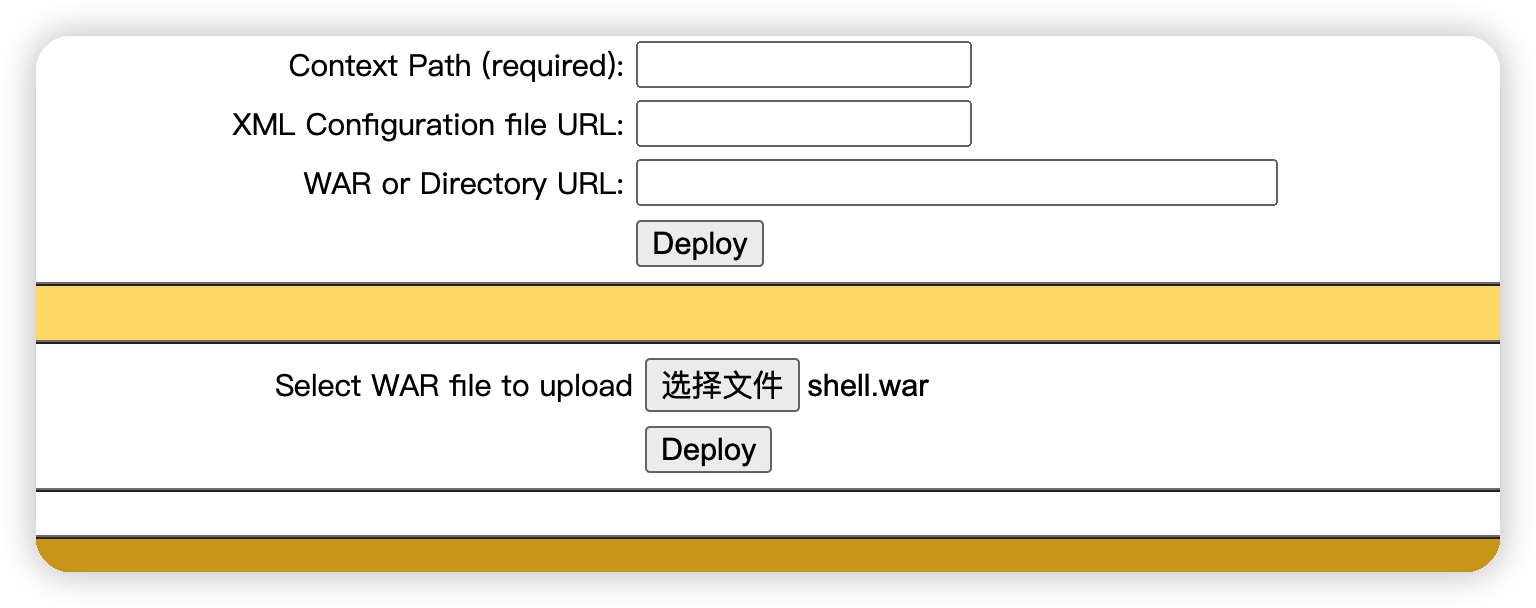 Context Path (required):
XML Configuration file URL:
WAR or Directory URL:
Deploy
Select WAR file to upload 选择文件 shell.war
Deploy